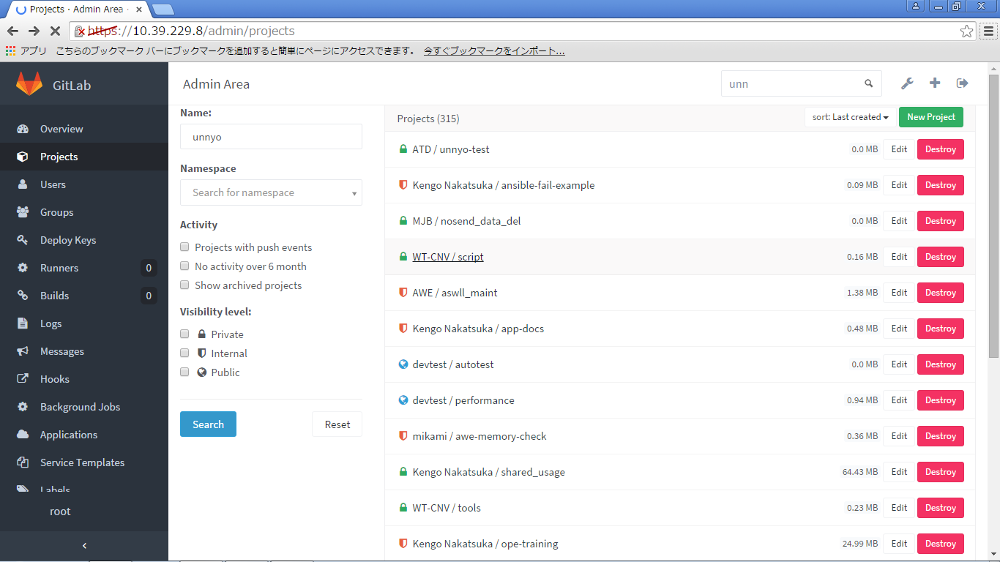 Projects · Admin Area ·
https://10.39.229.8/admin/projects
アプリ こちらのブックマーク バーにブックマークを追加すると簡単にページにアクセスできます。 今すぐブックマークをインポート...
GitLab
Admin Area
unn
Overview
Projects
Users
Groups
Deploy Keys
Runners 0
Builds 0
Logs
Messages
Hooks
Background Jobs
Applications
Service Templates
Labels
root
Name:
unnyo
Namespace
Search for namespace
Activity
Projects with push events
No activity over 6 month
Show archived projects
Visibility level:
Private
Internal
Public
Search Reset
Projects (315) sort: Last created New Project
ATD / unnyo-test 0.0 MB Edit Destroy
Kengo Nakatsuka / ansible-fail-example 0.09 MB Edit Destroy
MJB / nosend_data_del 0.0 MB Edit Destroy
WT-CNV / script 0.16 MB Edit Destroy
AWE / aswll_maint 1.38 MB Edit Destroy
Kengo Nakatsuka / app-docs 0.48 MB Edit Destroy
devtest / autotest 0.0 MB Edit Destroy
devtest / performance 0.94 MB Edit Destroy
mikami / awe-memory-check 0.36 MB Edit Destroy
Kengo Nakatsuka / shared_usage 64.43 MB Edit Destroy
WT-CNV / tools 0.23 MB Edit Destroy
Kengo Nakatsuka / ope-training 24.99 MB Edit Destroy